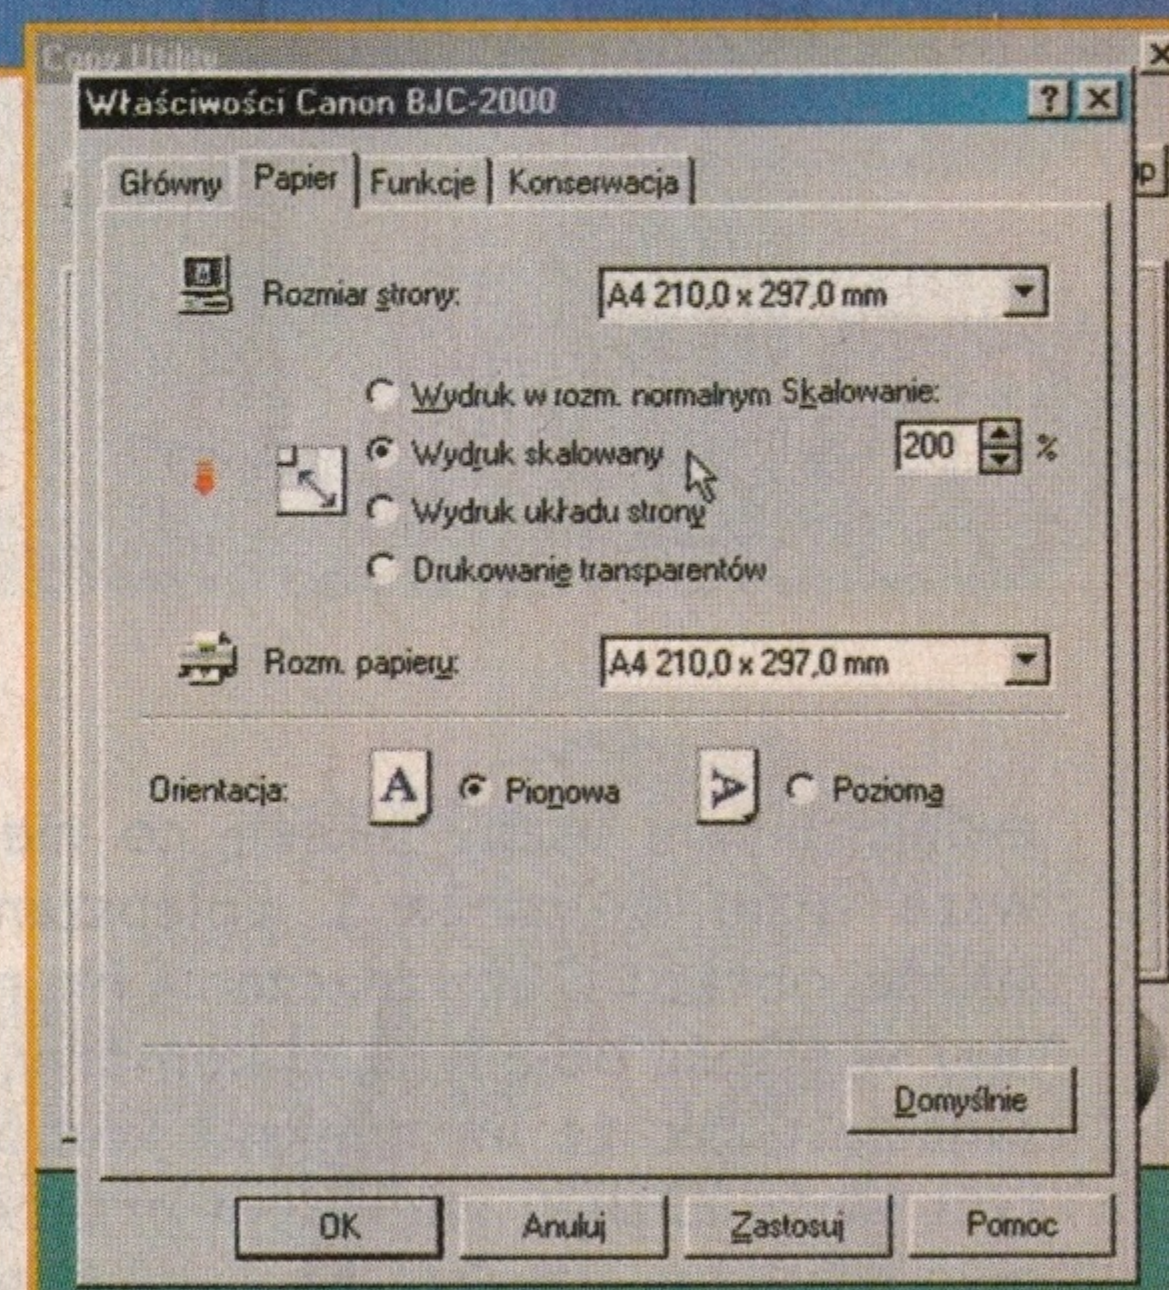 Copy Utility
Właściwości Canon BJC-2000
Główny Papier Funkcje Konserwacja
Rozmiar strony: A4 210,0 x 297,0 mm
Wydruk w rozm. normalnym Skalowanie:
Wydruk skalowany 200 %
Wydruk układu strony
Drukowanie transparentów
Rozm. papieru: A4 210,0 x 297,0 mm
Orientacja: A Pionowa A Pozioma
Domyślnie
OK Anuluj Zastosuj Pomoc